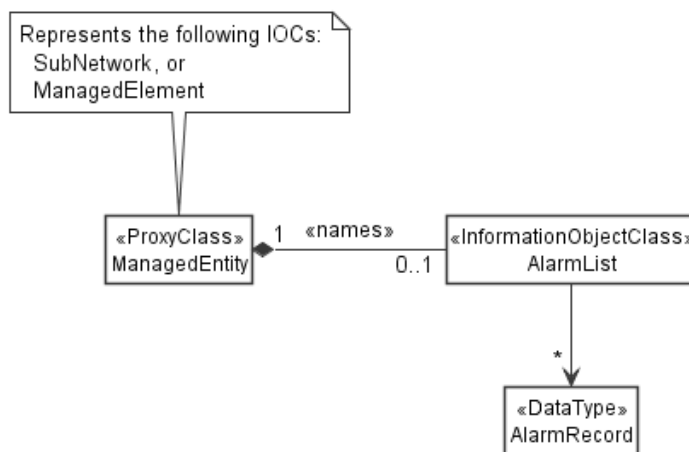 Represents the following IOCs:
SubNetwork, or
ManagedElement
«ProxyClass»
ManagedEntity
1
«names»
0..1
«InformationObjectClass»
AlarmList
*
«DataType»
AlarmRecord